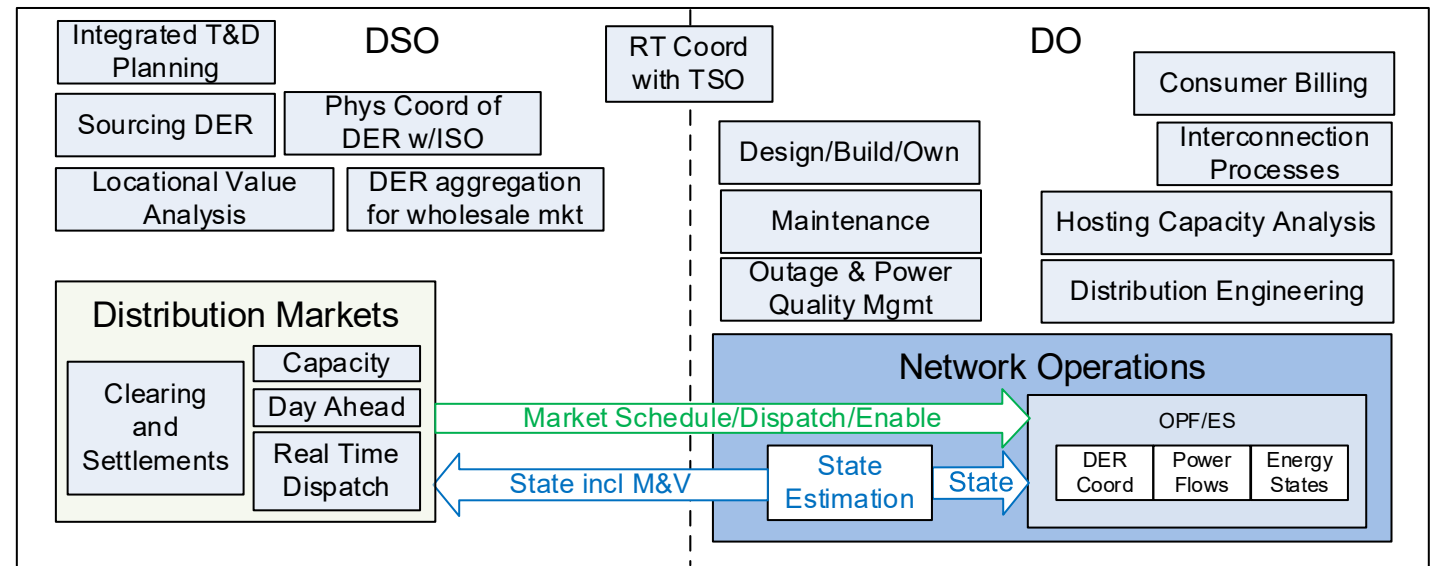 DSO
Integrated T&D
Planning
Sourcing DER
Phys Coord of
DER w/ISO
Locational Value
Analysis
DER aggregation
for wholesale mkt
RT Coord
with TSO
DO
Consumer Billing
Interconnection
Processes
Design/Build/Own
Maintenance
Hosting Capacity Analysis
Outage & Power
Quality Mgmt
Distribution Engineering
Distribution Markets
Clearing
and
Settlements
Capacity
Day Ahead
Real Time
Dispatch
Market Schedule/Dispatch/Enable
State incl M&V
Network Operations
State
Estimation
State
OPF/ES
DER
Coord
Power
Flows
Energy
States